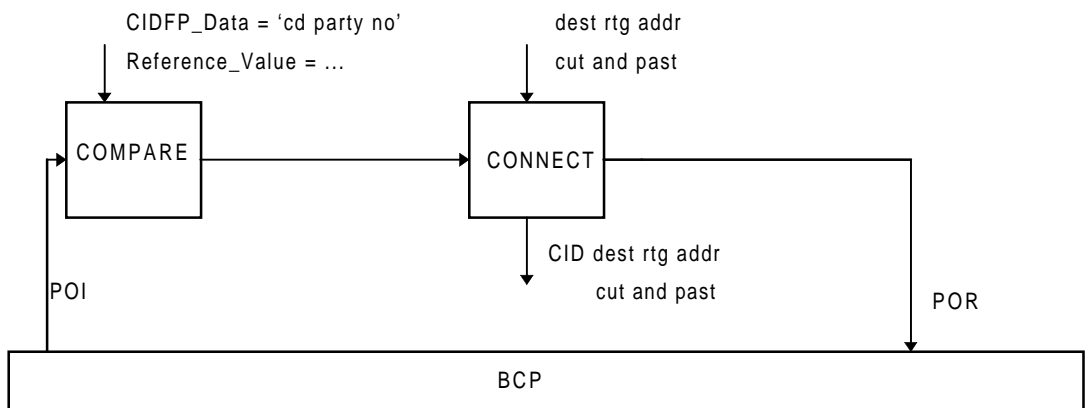 CIDFP_Data = ‘cd party no’
Reference_Value = ...
dest rtg addr
cut and past
COMPARE
CONNECT
CID dest rtg addr
cut and past
POI
POR
BCP